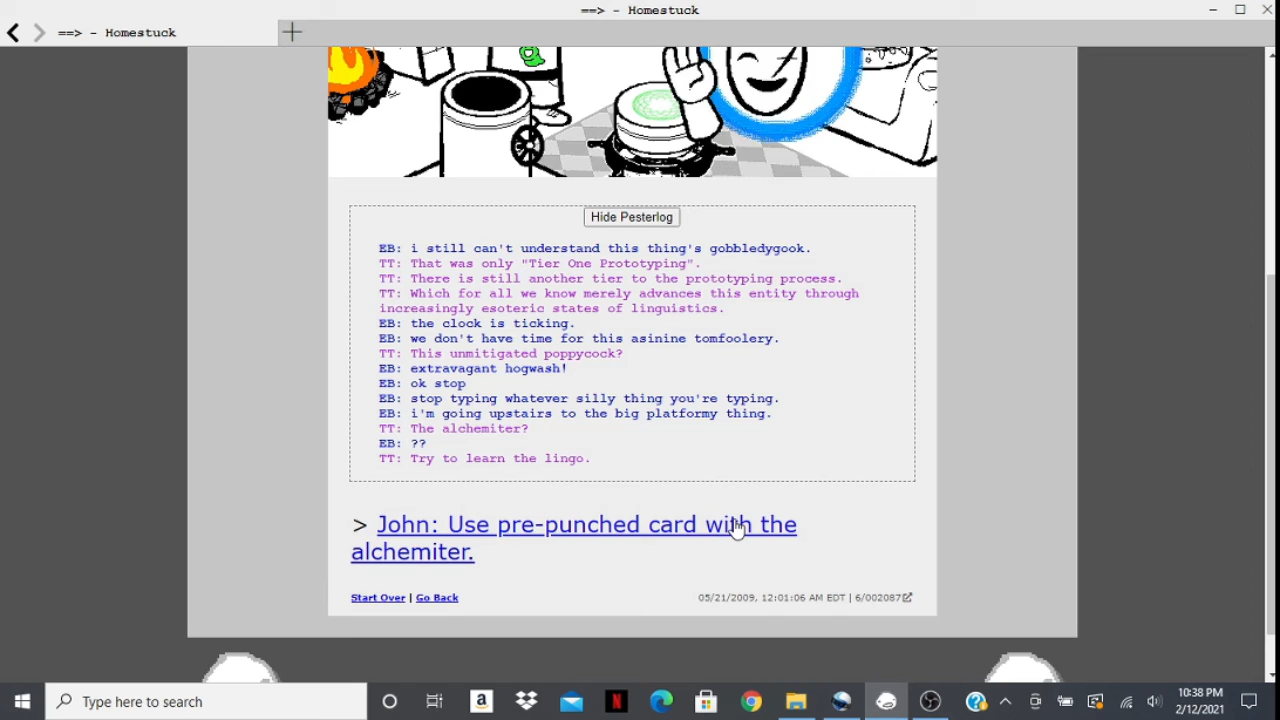 ==> - Homestuck
==> - Homestuck
Hide Pesterlog
EB: i still can't understand this thing's gobbledygook.
TT: That was only "Tier One Prototyping".
TT: There is still another tier to the prototyping process.
TT: Which for all we know merely advances this entity through
increasingly esoteric states of linguistics.
EB: the clock is ticking.
EB: we don't have time for this asinine tomfoolery.
TT: This unmitigated poppycock?
EB: extravagant hogwash!
EB: ok stop
EB: stop typing whatever silly thing you're typing.
EB: i'm going upstairs to the big platformy thing.
TT: The alchemiter?
EB: ??
TT: Try to learn the lingo.
> John: Use pre-punched card with the
alchemiter.
Start Over | Go Back
05/21/2009, 12:01:06 AM EDT | 6/002087
Type here to search
10:38 PM
2/12/2021